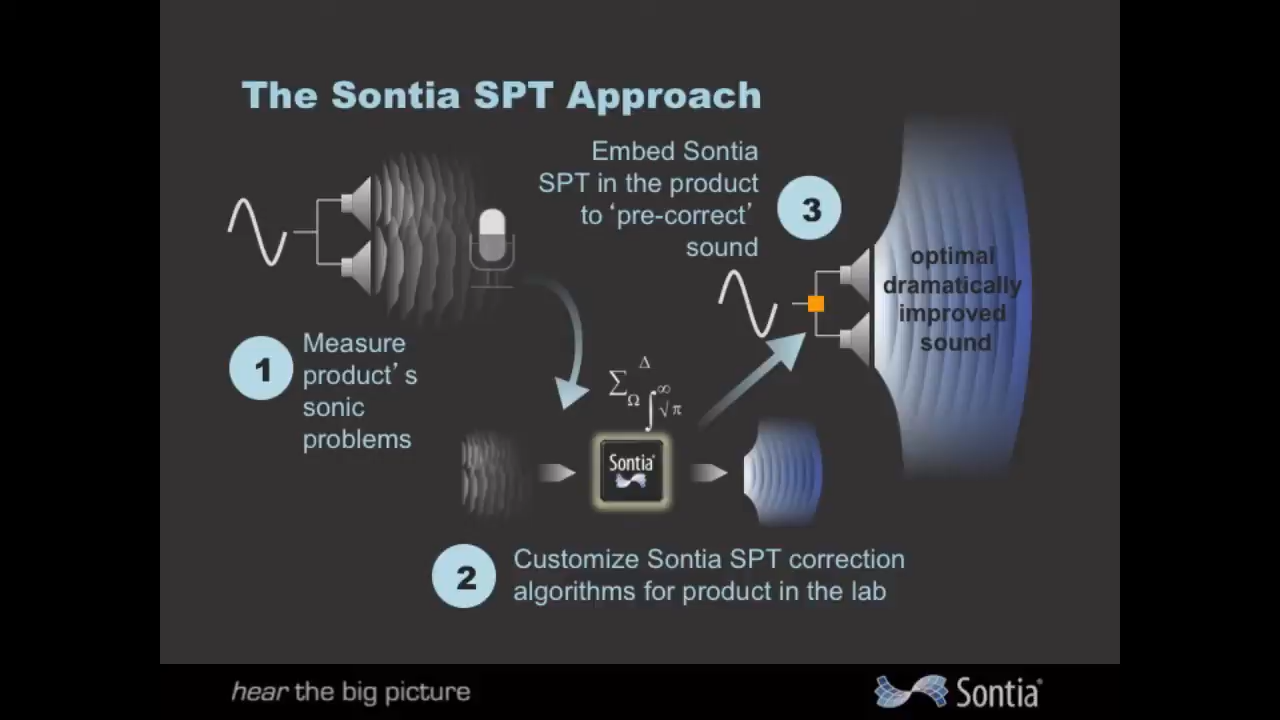 The Sontia SPT Approach
1
Measure
product's
sonic
problems
Σ Δ
Ω ∫ ∞
√π
Sontia
2
Customize Sontia SPT correction
algorithms for product in the lab
Embed Sontia
SPT in the product
to ‘pre-correct’
sound
3
optimal
dramatically
improved
sound
hear the big picture
Sontia®